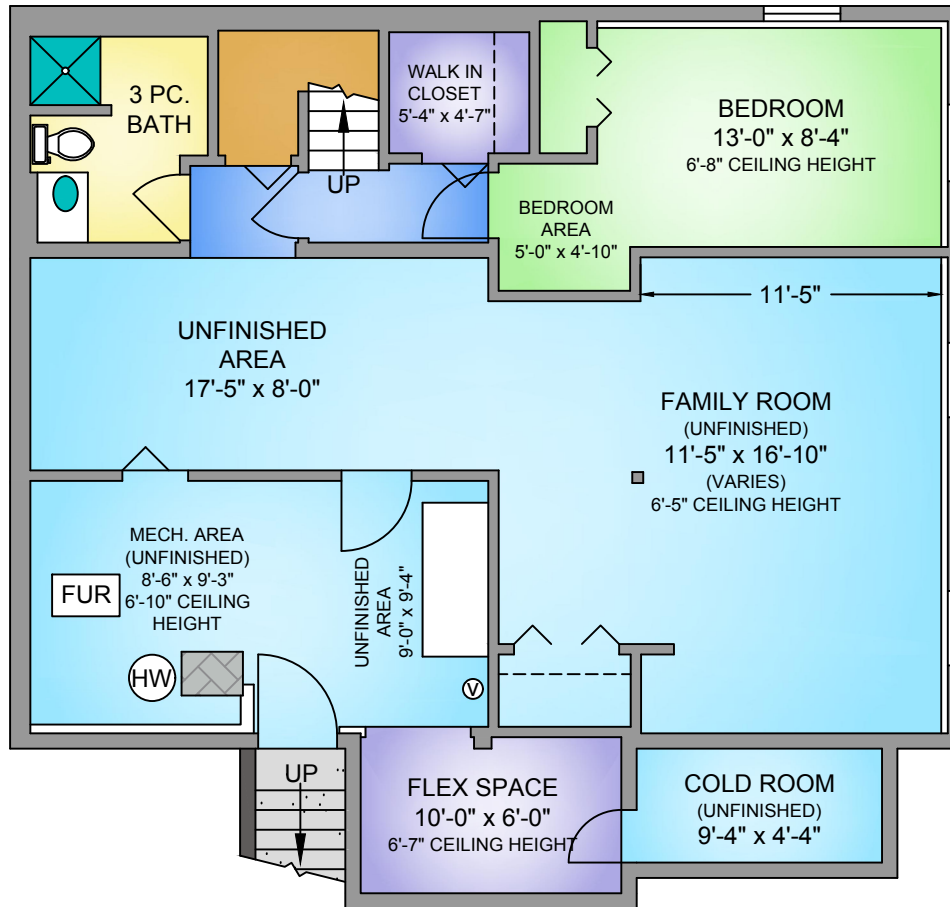 3 PC.
BATH
UP
WALK IN
CLOSET
5'-4" x 4'-7"
BEDROOM
13'-0" x 8'-4"
6'-8" CEILING HEIGHT
BEDROOM
AREA
5'-0" x 4'-10"
11'-5"
UNFINISHED
AREA
17'-5" x 8'-0"
FAMILY ROOM
(UNFINISHED)
11'-5" x 16'-10"
(VARIES)
6'-5" CEILING HEIGHT
MECH. AREA
(UNFINISHED)
8'-6" x 9'-3"
6'-10" CEILING
HEIGHT
FUR
HW
UNFINISHED
AREA
9'-0" x 9'-4"
V
UP
FLEX SPACE
10'-0" x 6'-0"
6'-7" CEILING HEIGHT
COLD ROOM
(UNFINISHED)
9'-4" x 4'-4"